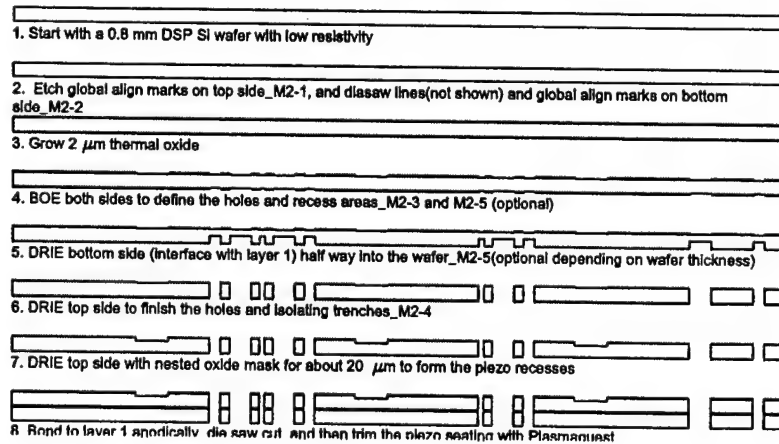 1. Start with a 0.8 mm DSP Si wafer with low resistivity
2. Etch global align marks on top side_M2-1, and diasaw lines(not shown) and global align marks on bottom
side_M2-2
3. Grow 2 μm thermal oxide
4. BOE both sides to define the holes and recess areas_M2-3 and M2-5 (optional)
5. DRIE bottom side (interface with layer 1) half way into the wafer_M2-5(optional depending on wafer thickness)
6. DRIE top side to finish the holes and isolating trenches_M2-4
7. DRIE top side with nested oxide mask for about 20 μm to form the piezo recesses
8. Bond to layer 1 anodically, die saw cut, and then trim the piezo seating with Plasmaquest